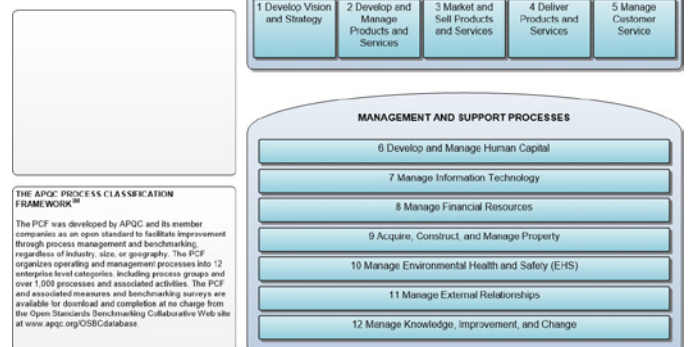 1 Develop Vision
and Strategy
2 Develop and
Manage
Products and
Services
3 Market and
Sell Products
and Services
4 Deliver
Products and
Services
5 Manage
Customer
Service
MANAGEMENT AND SUPPORT PROCESSES
6 Develop and Manage Human Capital
7 Manage Information Technology
8 Manage Financial Resources
9 Acquire, Construct, and Manage Property
10 Manage Environmental Health and Safety (EHS)
11 Manage External Relationships
12 Manage Knowledge, Improvement, and Change
THE APQC PROCESS CLASSIFICATION
FRAMEWORK℠
The PCF was developed by APQC and its member
companies as an open standard to facilitate improvement
through process management and benchmarking,
regardless of industry, size, or geography. The PCF
organizes operating and management processes into 12
enterprise level categories, including process groups and
over 1,000 processes and associated activities. The PCF
and associated measures and benchmarking surveys are
available for download and completion at no charge from
the Open Standards Benchmarking Collaborative Web site
at www.apqc.org/OSBCdatabase.